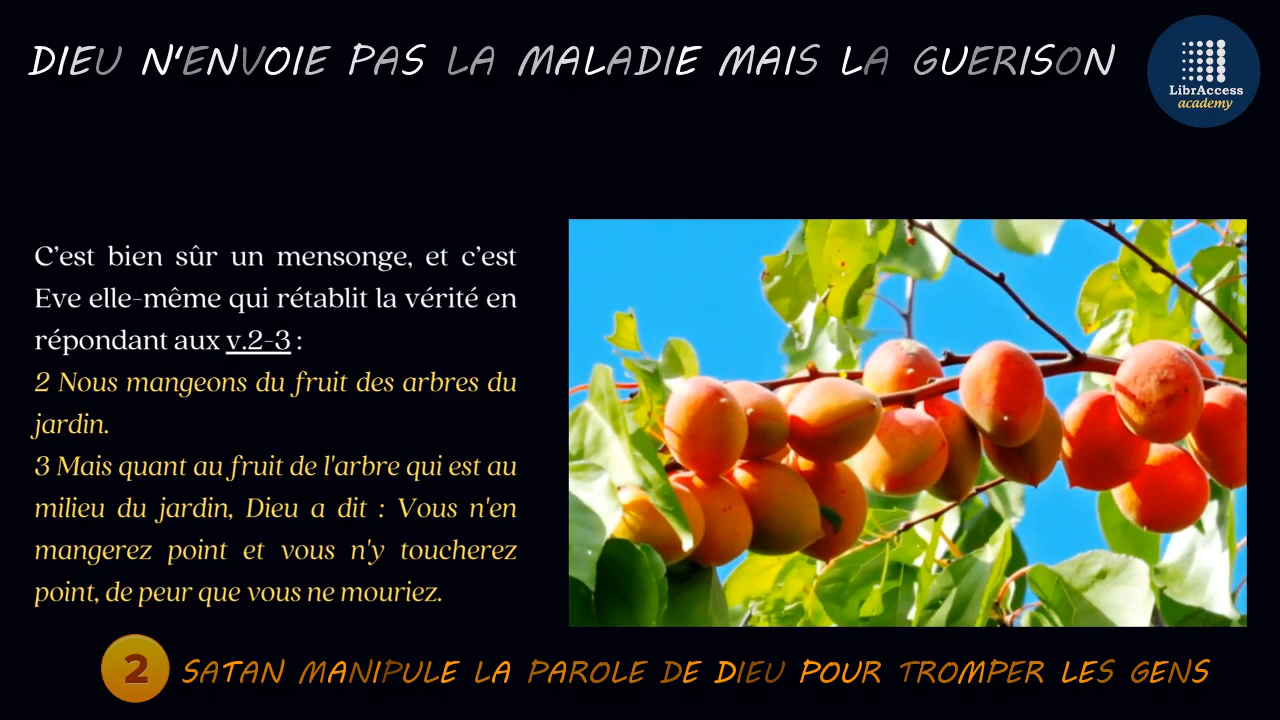 DIEU N'ENVOIE PAS LA MALADIE MAIS LA GUERISON
LibrAccess
academy
C'est bien sûr un mensonge, et c'est
Eve elle-même qui rétablit la vérité en
répondant aux v.2-3 :
2 Nous mangeons du fruit des arbres du
jardin.
3 Mais quant au fruit de l'arbre qui est au
milieu du jardin, Dieu a dit : Vous n'en
mangerez point et vous n'y toucherez
point, de peur que vous ne mouriez.
2 SATAN MANIPULE LA PAROLE DE DIEU POUR TROMPER LES GENS